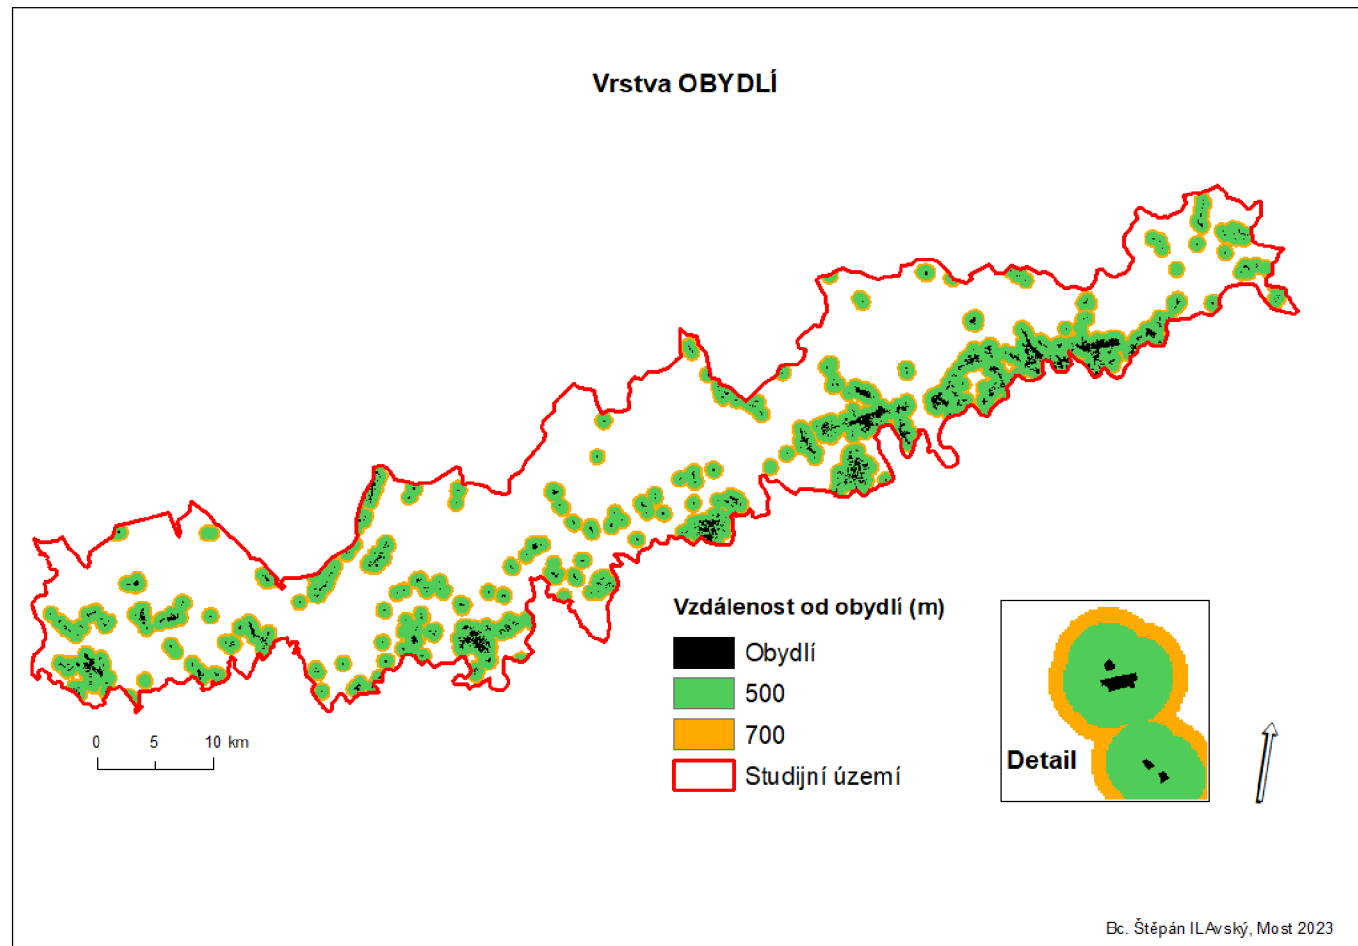 Vrstva OBYDLÍ
Vzdálenost od obydlí (m)
Obydlí
500
700
Studijní území
0 5 10 km
Detail
Bc. Štěpán ILAvský, Most 2023